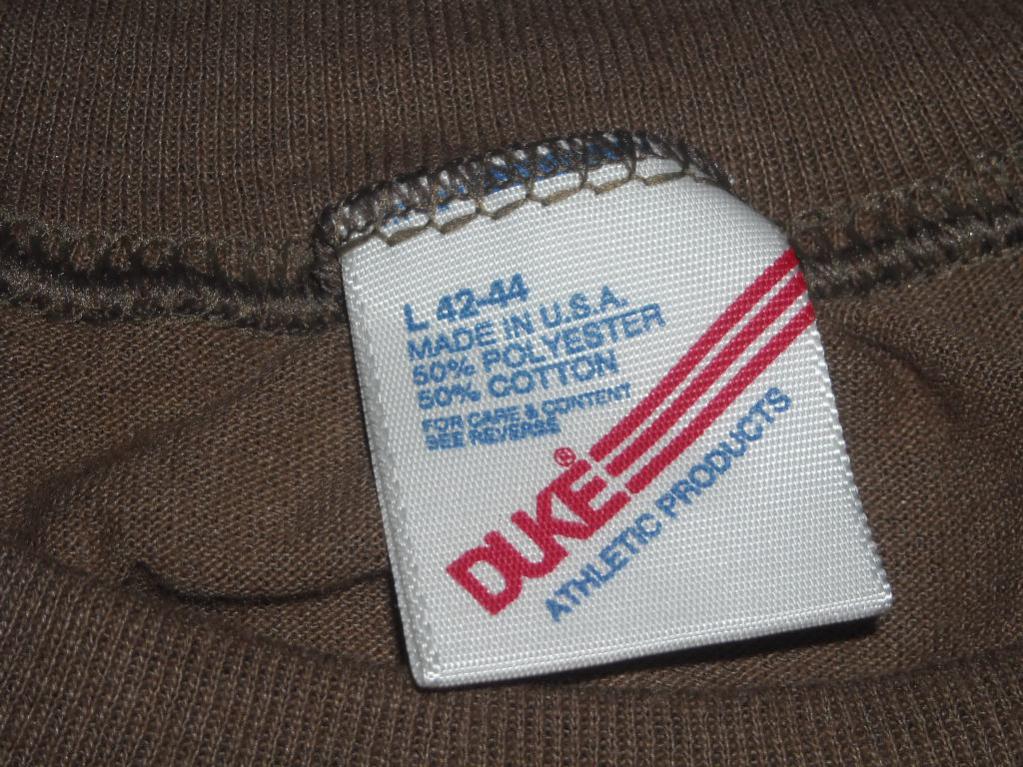 L 42-44
MADE IN U.S.A.
50% POLYESTER
50% COTTON
FOR CARE & CONTENT
SEE REVERSE
DUKE®
ATHLETIC PRODUCTS